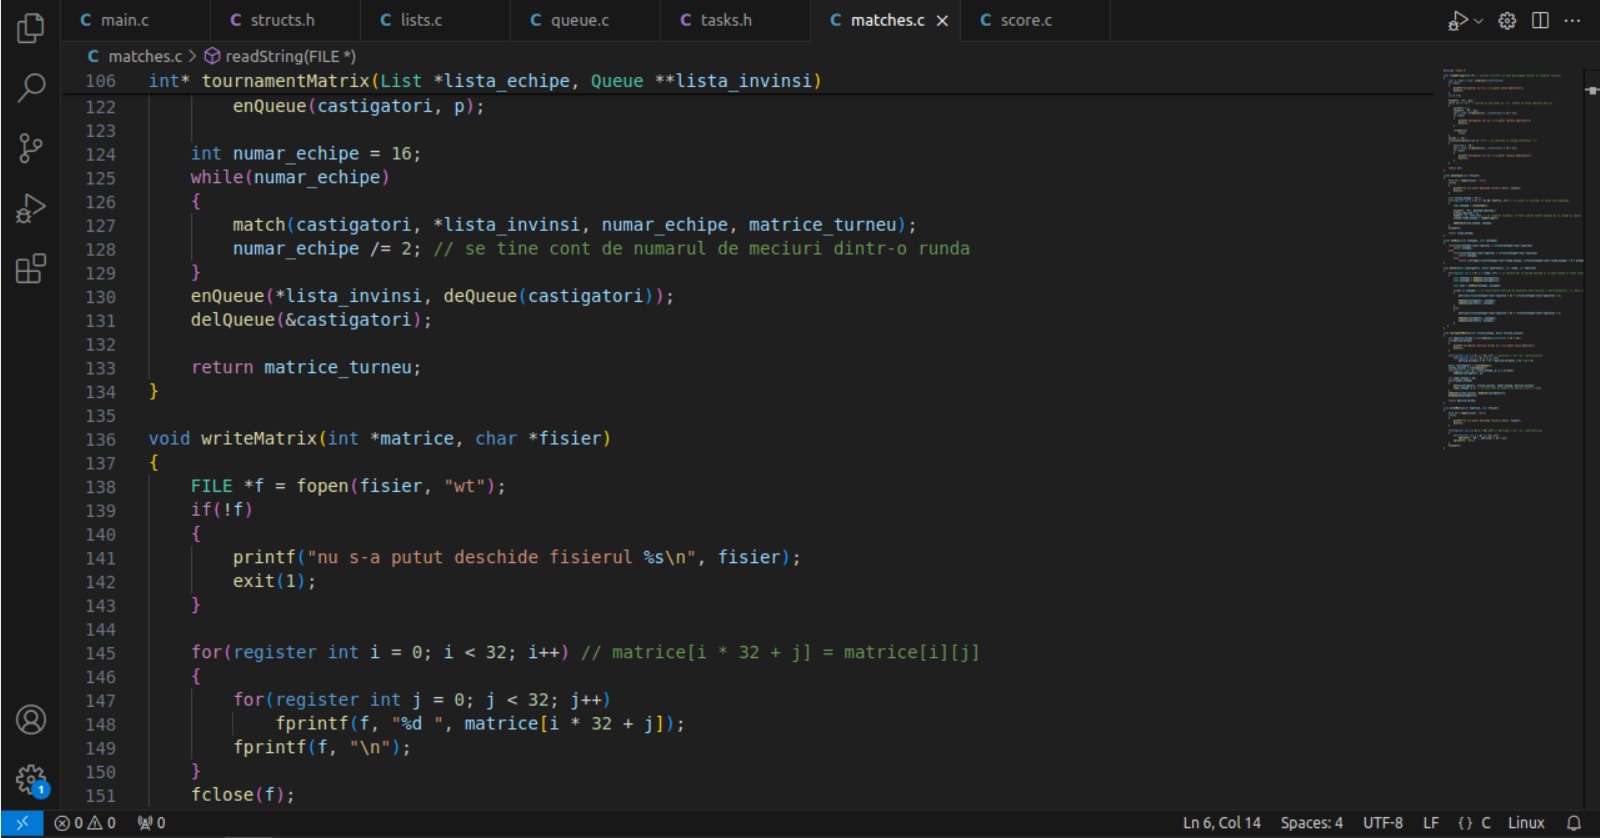 C main.c C structs.h C lists.c C queue.c C tasks.h C matches.c × C score.c
C matches.c > readString(FILE *)
106 int* tournamentMatrix(List *lista_echipe, Queue **lista_invinsi)
122 enQueue(castigatori, p);
123
124 int numar_echipe = 16;
125 while(numar_echipe)
126 {
127 match(castigatori, *lista_invinsi, numar_echipe, matrice_turneu);
128 numar_echipe /= 2; // se tine cont de numarul de meciuri dintr-o runda
129 }
130 enQueue(*lista_invinsi, deQueue(castigatori));
131 delQueue(&castigatori);
132
133 return matrice_turneu;
134 }
135
136 void writeMatrix(int *matrice, char *fisier)
137 {
138 FILE *f = fopen(fisier, "wt");
139 if(!f)
140 {
141 printf("nu s-a putut deschide fisierul %s\n", fisier);
142 exit(1);
143 }
144
145 for(register int i = 0; i < 32; i++) // matrice[i * 32 + j] = matrice[i][j]
146 {
147 for(register int j = 0; j < 32; j++)
148 fprintf(f, "%d ", matrice[i * 32 + j]);
149 fprintf(f, "\n");
150 }
151 fclose(f);
1
0 0 0 Ln 6, Col 14 Spaces: 4 UTF-8 LF {} C Linux